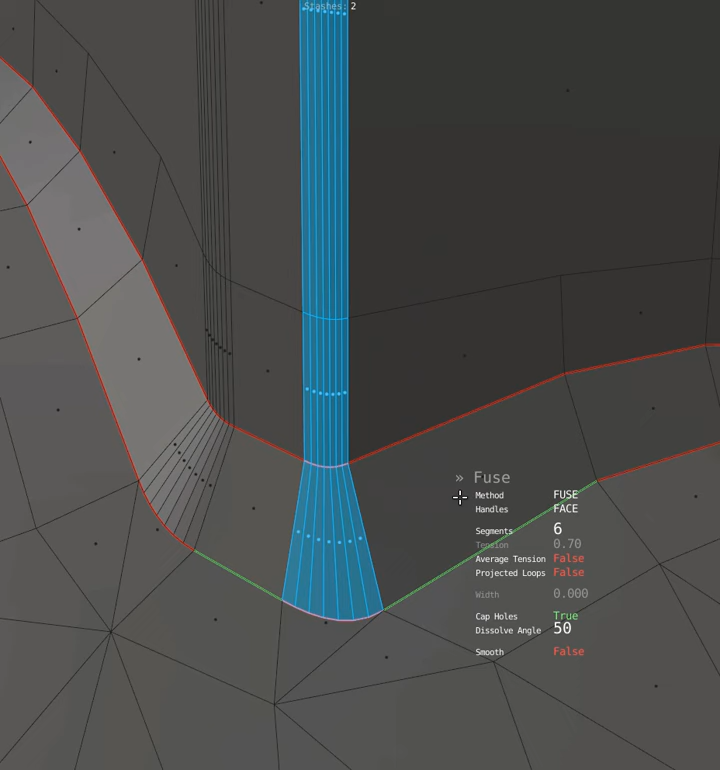 Stashes: 2
» Fuse
Method FUSE
Handles FACE
Segments 6
Tension 0.70
Average Tension False
Projected Loops False
Width 0.000
Cap Holes True
Dissolve Angle 50
Smooth False